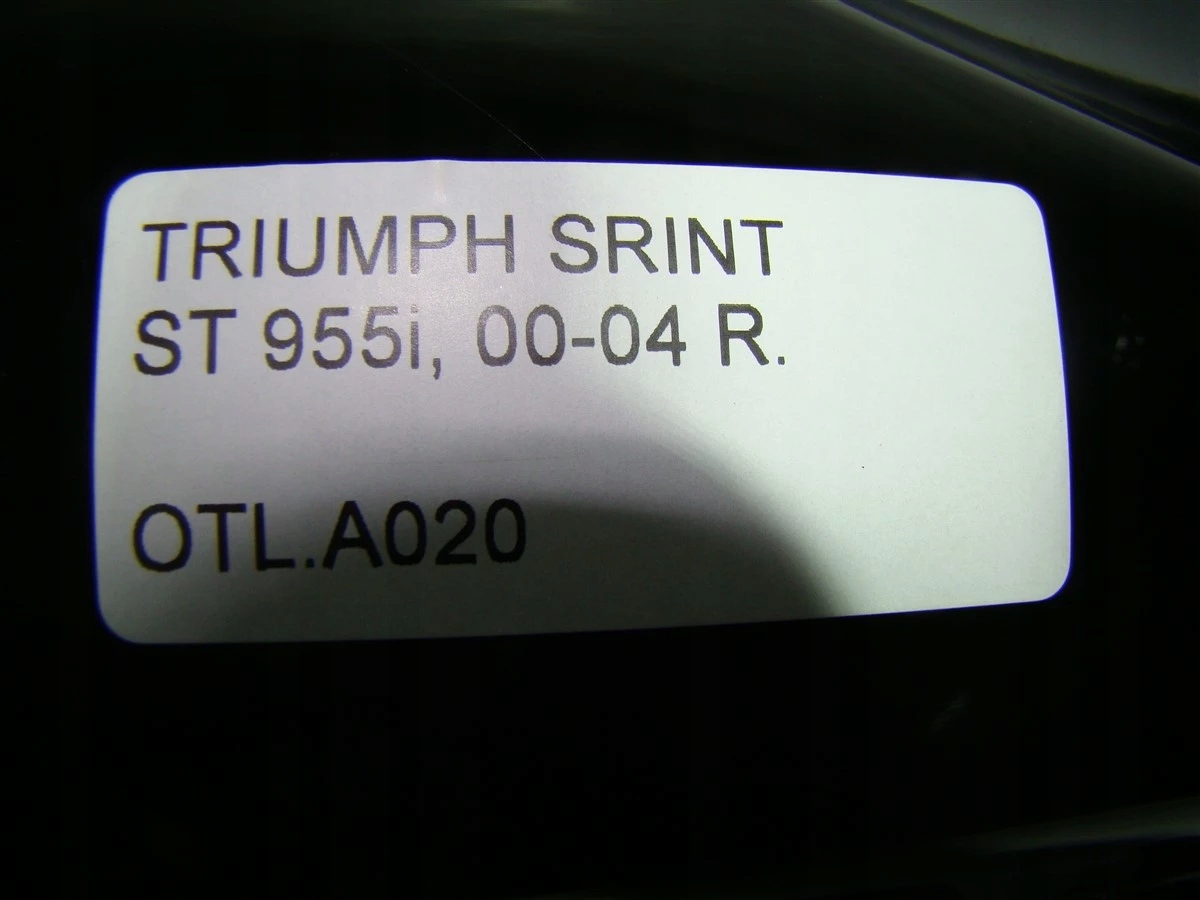 TRIUMPH SRINT
ST 955i, 00-04 R.
OTL.A020